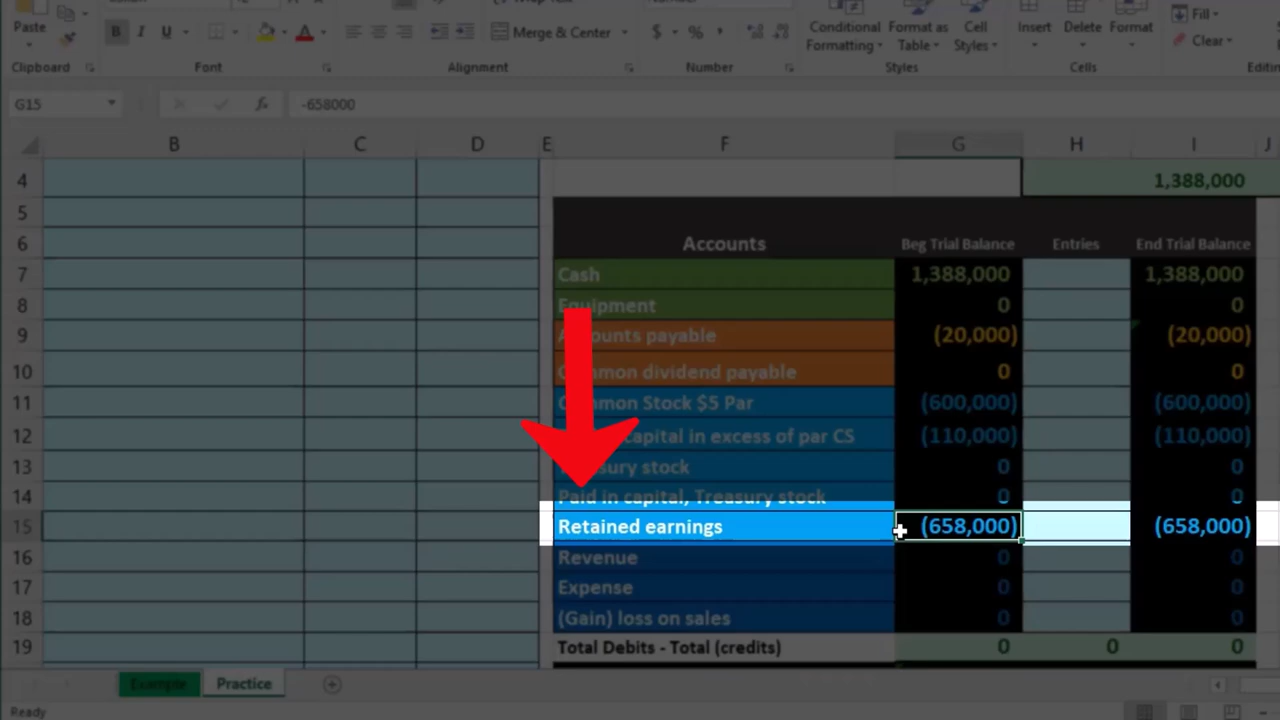 Paste
B I U
Merge & Center
$ % ,
Conditional Formatting
Format as Table
Cell Styles
Insert Delete Format
Fill
Clear
Clipboard Font Alignment Number Styles Cells
G15 fx -658000
B C D E F G H I J
4 1,388,000
5
6 Accounts Beg Trial Balance Entries End Trial Balance
7 Cash 1,388,000 1,388,000
8 Equipment 0 0
9 Accounts payable (20,000) (20,000)
10 Common dividend payable 0 0
11 Common Stock $5 Par (600,000) (600,000)
12 capital in excess of par CS (110,000) (110,000)
13 Treasury stock 0 0
14 Paid in capital, Treasury stock 0 0
15 Retained earnings (658,000) (658,000)
16 Revenue 0 0
17 Expense 0 0
18 (Gain) loss on sales 0 0
19 Total Debits - Total (credits) 0 0 0
Example Practice
Ready